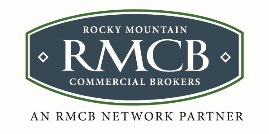 ROCKY MOUNTAIN
RMCB
COMMERCIAL BROKERS
AN RMCB NETWORK PARTNER